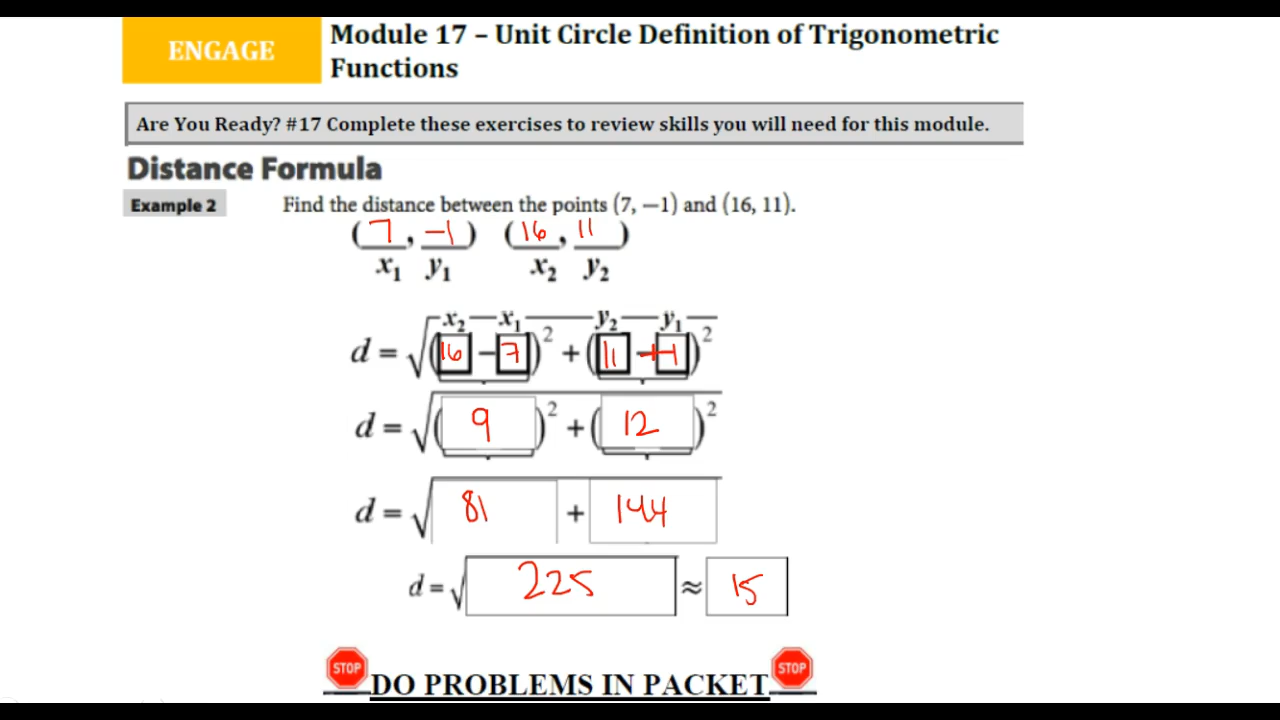 ENGAGE
Module 17 – Unit Circle Definition of Trigonometric
Functions
Are You Ready? #17 Complete these exercises to review skills you will need for this module.
Distance Formula
Example 2 Find the distance between the points (7, −1) and (16, 11).
(7, −1) (16, 11)
x₁ y₁ x₂ y₂
x₂ — x₁ y₂ — y₁
d = √(16 − 7)² + (11 + 1)²
d = √(9)² + (12)²
d = √81 + 144
d = √225 ≈ 15
STOP DO PROBLEMS IN PACKET STOP